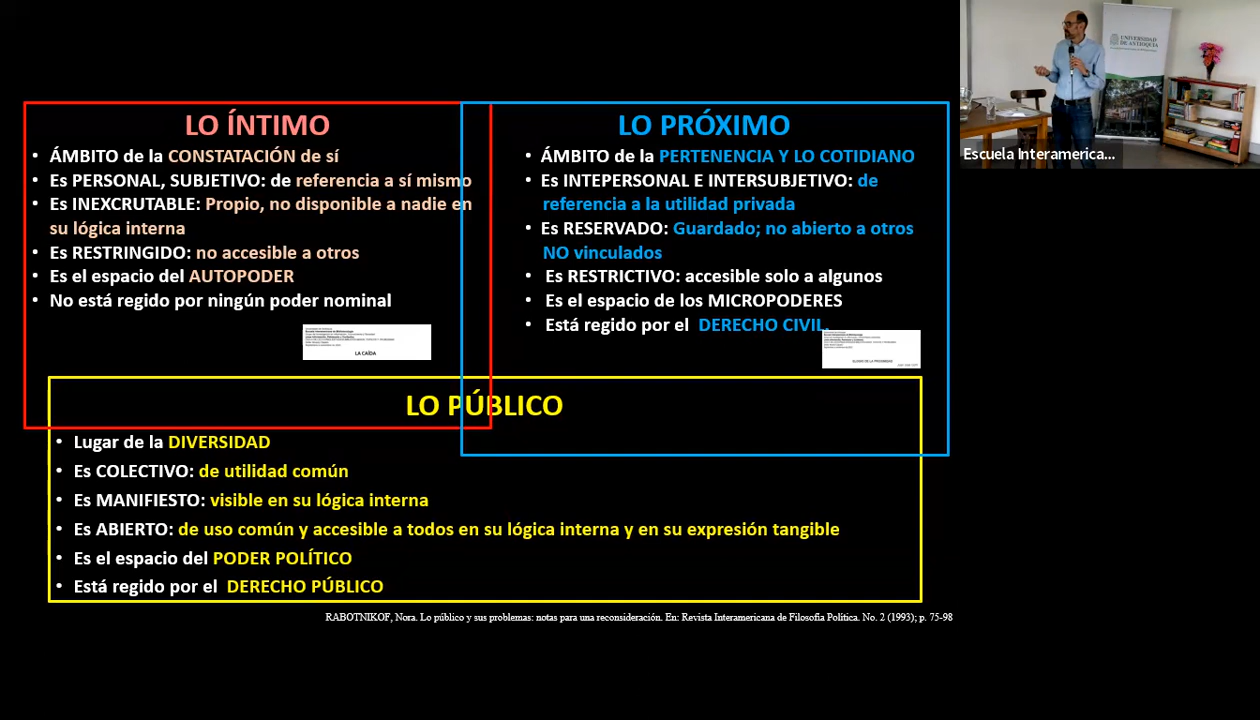 LO ÍNTIMO
• ÁMBITO de la CONSTATACIÓN de sí
• Es PERSONAL, SUBJETIVO: de referencia a sí mismo
• Es INEXCRUTABLE: Propio, no disponible a nadie en
su lógica interna
• Es RESTRINGIDO: no accesible a otros
• Es el espacio del AUTOPODER
• No está regido por ningún poder nominal
LA CAÍDA
LO PRÓXIMO
• ÁMBITO de la PERTENENCIA Y LO COTIDIANO
• Es INTEPERSONAL E INTERSUBJETIVO: de
referencia a la utilidad privada
• Es RESERVADO: Guardado; no abierto a otros
NO vinculados
• Es RESTRICTIVO: accesible solo a algunos
• Es el espacio de los MICROPODERES
• Está regido por el DERECHO CIVIL.
LO PÚBLICO
• Lugar de la DIVERSIDAD
• Es COLECTIVO: de utilidad común
• Es MANIFIESTO: visible en su lógica interna
• Es ABIERTO: de uso común y accesible a todos en su lógica interna y en su expresión tangible
• Es el espacio del PODER POLÍTICO
• Está regido por el DERECHO PÚBLICO
RABOTNIKOF, Nora. Lo público y sus problemas: notas para una reconsideración. En: Revista Interamericana de Filosofía Política. No. 2 (1993); p. 75-98
UNIVERSIDAD
DE ANTIOQUIA
Escuela Interamerica...